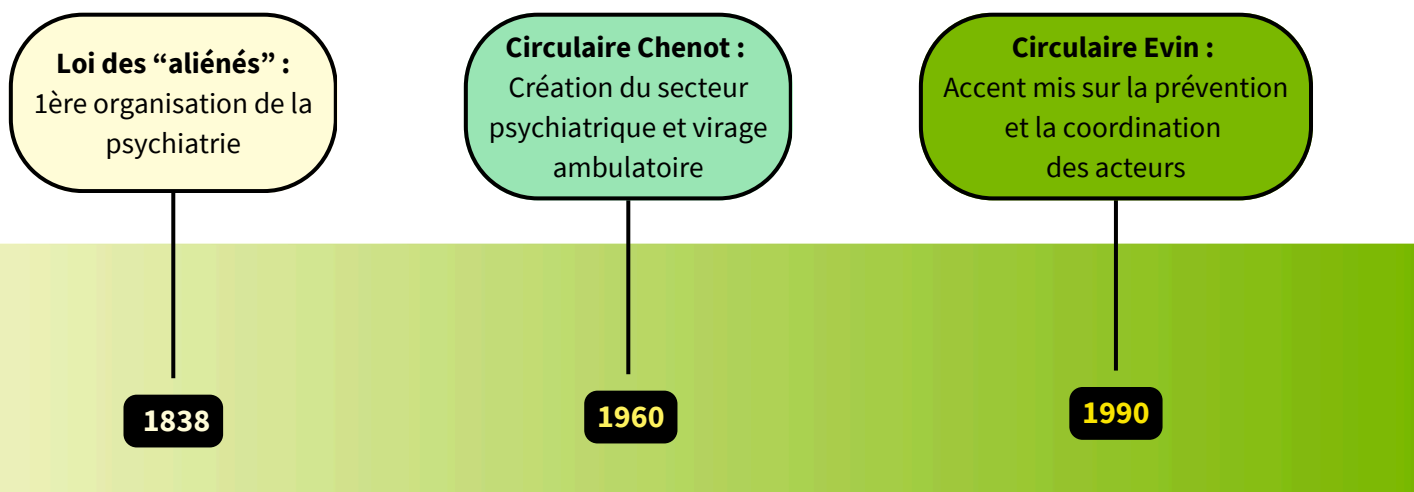 Loi des “aliénés” :
1ère organisation de la
psychiatrie
Circulaire Chenot :
Création du secteur
psychiatrique et virage
ambulatoire
Circulaire Evin :
Accent mis sur la prévention
et la coordination
des acteurs
1838
1960
1990